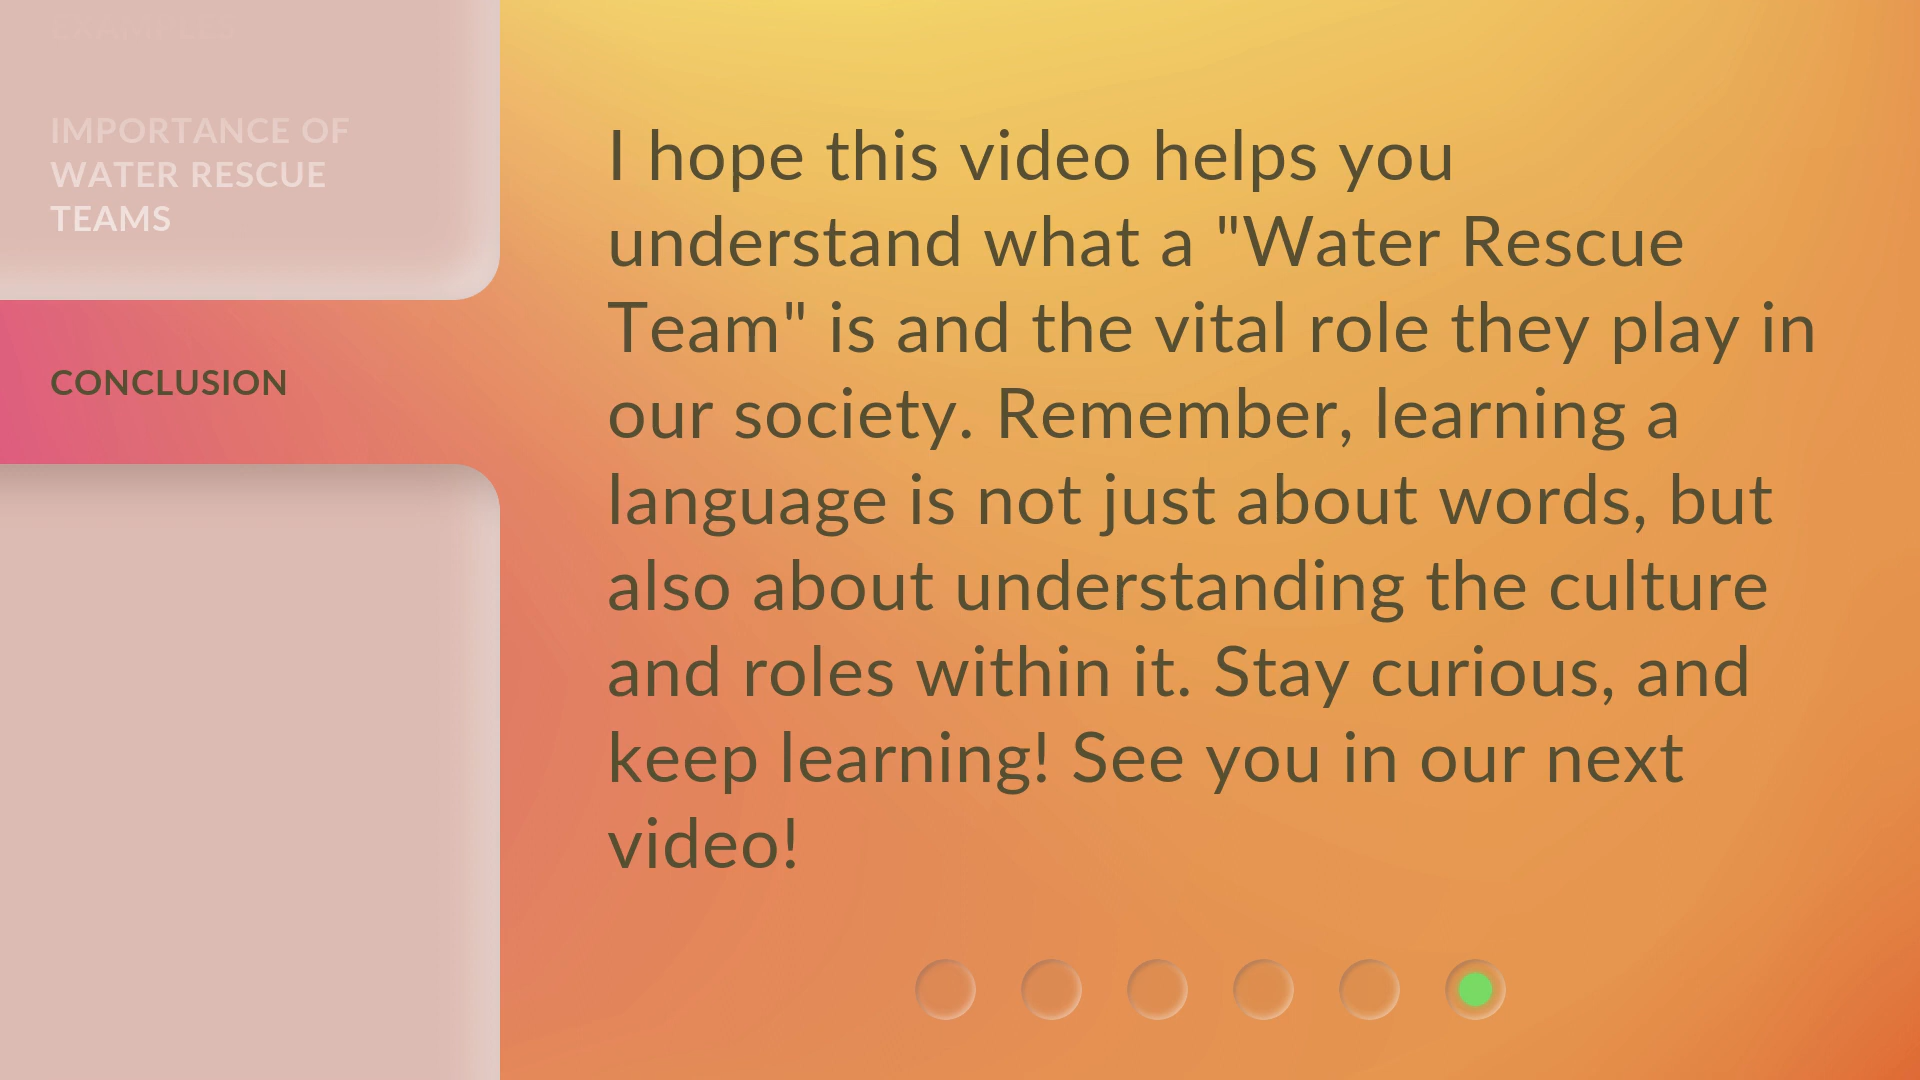 EXAMPLES
IMPORTANCE OF
WATER RESCUE
TEAMS
CONCLUSION
I hope this video helps you
understand what a "Water Rescue
Team" is and the vital role they play in
our society. Remember, learning a
language is not just about words, but
also about understanding the culture
and roles within it. Stay curious, and
keep learning! See you in our next
video!